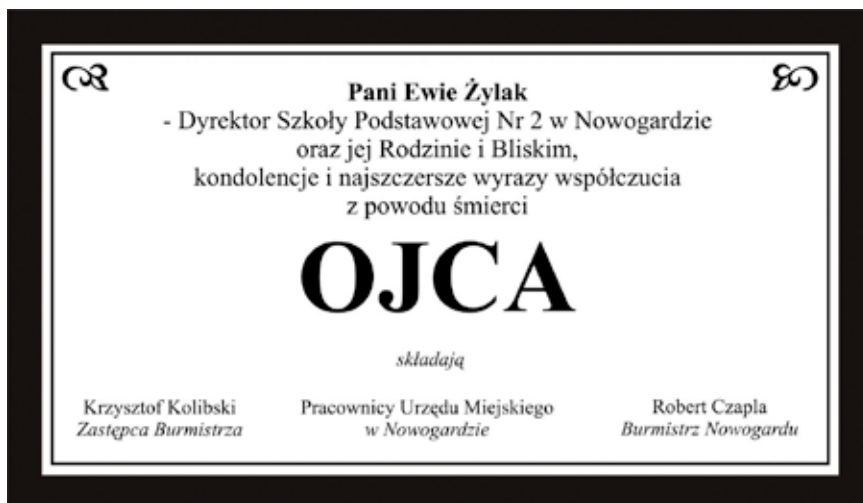 Pani Ewie Żylak
- Dyrektor Szkoły Podstawowej Nr 2 w Nowogardzie
oraz jej Rodzinie i Bliskim,
kondolencje i najszczersze wyrazy współczucia
z powodu śmierci
OJCA
składają
Krzysztof Kolibski
Zastępca Burmistrza
Pracownicy Urzędu Miejskiego
w Nowogardzie
Robert Czapla
Burmistrz Nowogardu